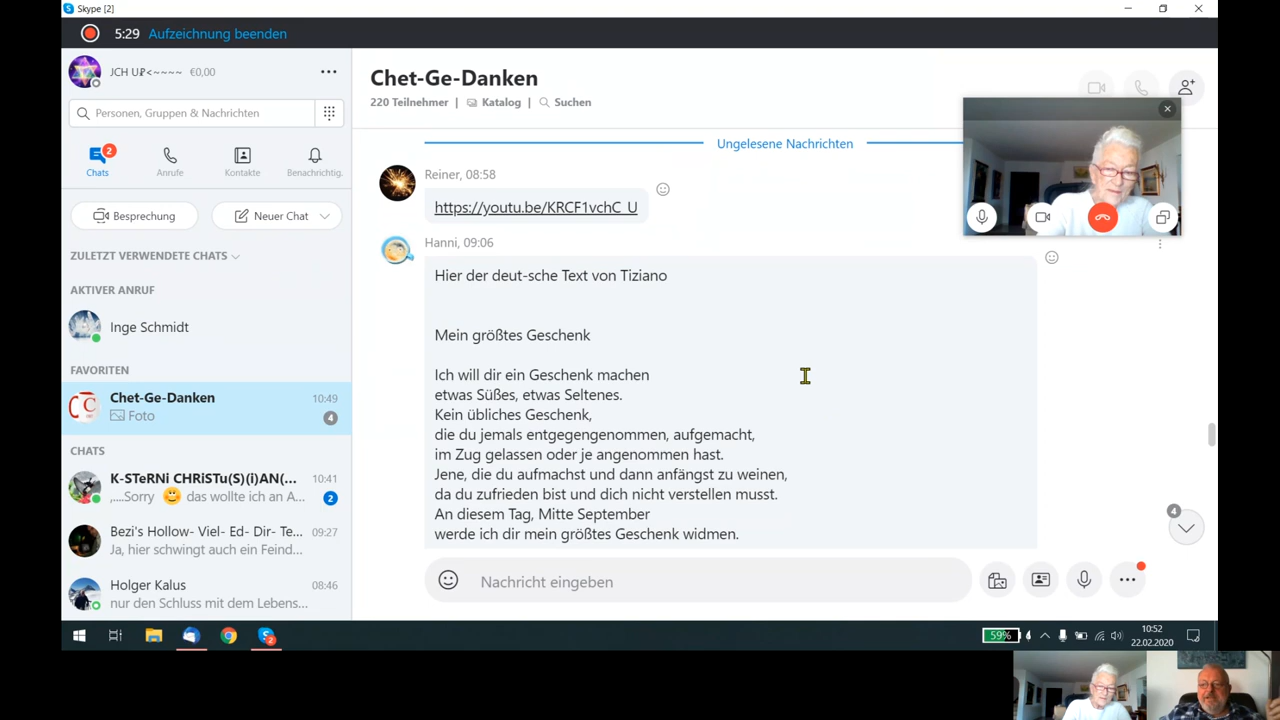 Skype [2]
5:29 Aufzeichnung beenden
€0,00
Personen, Gruppen & Nachrichten
2
Chats
Anrufe
Kontakte
Benachrichtig.
Besprechung
Neuer Chat
ZULETZT VERWENDETE CHATS
AKTIVER ANRUF
Inge Schmidt
FAVORITEN
Chet-Ge-Danken 10:49
Foto 4
CHATS
K-STeRNi CHRiSTu(S)(i)AN(... 10:41
,....Sorry das wollte ich an A... 2
Bezi's Hollow- Viel- Ed- Dir- Te... 09:27
Ja, hier schwingt auch ein Feind...
Holger Kalus 08:46
nur den Schluss mit dem Lebens...
Chet-Ge-Danken
220 Teilnehmer | Katalog | Suchen
Ungelesene Nachrichten
Reiner, 08:58
https://youtu.be/KRCF1vchC_U
Hanni, 09:06
Hier der deut-sche Text von Tiziano
Mein größtes Geschenk
Ich will dir ein Geschenk machen
etwas Süßes, etwas Seltenes.
Kein übliches Geschenk,
die du jemals entgegengenommen, aufgemacht,
im Zug gelassen oder je angenommen hast.
Jene, die du aufmachst und dann anfängst zu weinen,
da du zufrieden bist und dich nicht verstellen musst.
An diesem Tag, Mitte September
werde ich dir mein größtes Geschenk widmen.
4
Nachricht eingeben
2
59%
10:52
22.02.2020